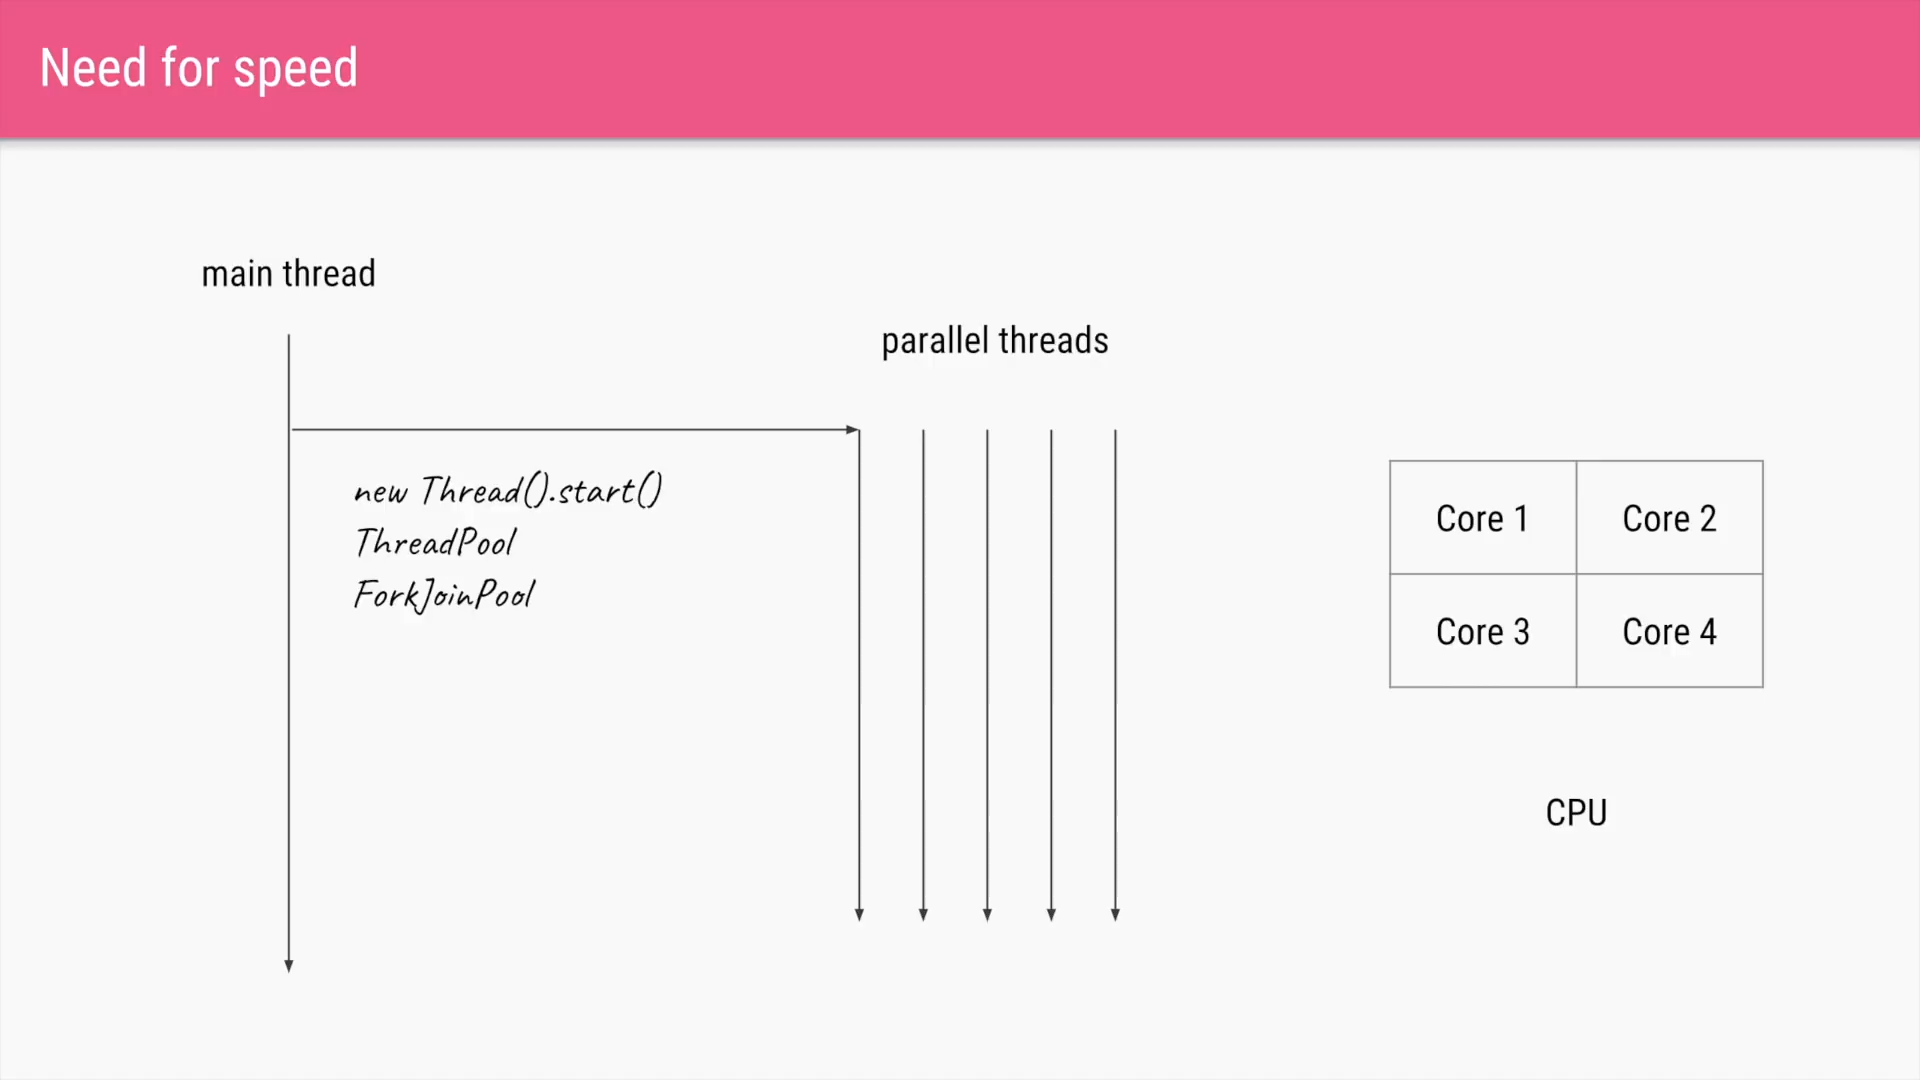 Need for speed
main thread
parallel threads
new Thread().start()
ThreadPool
ForkJoinPool
Core 1
Core 2
Core 3
Core 4
CPU